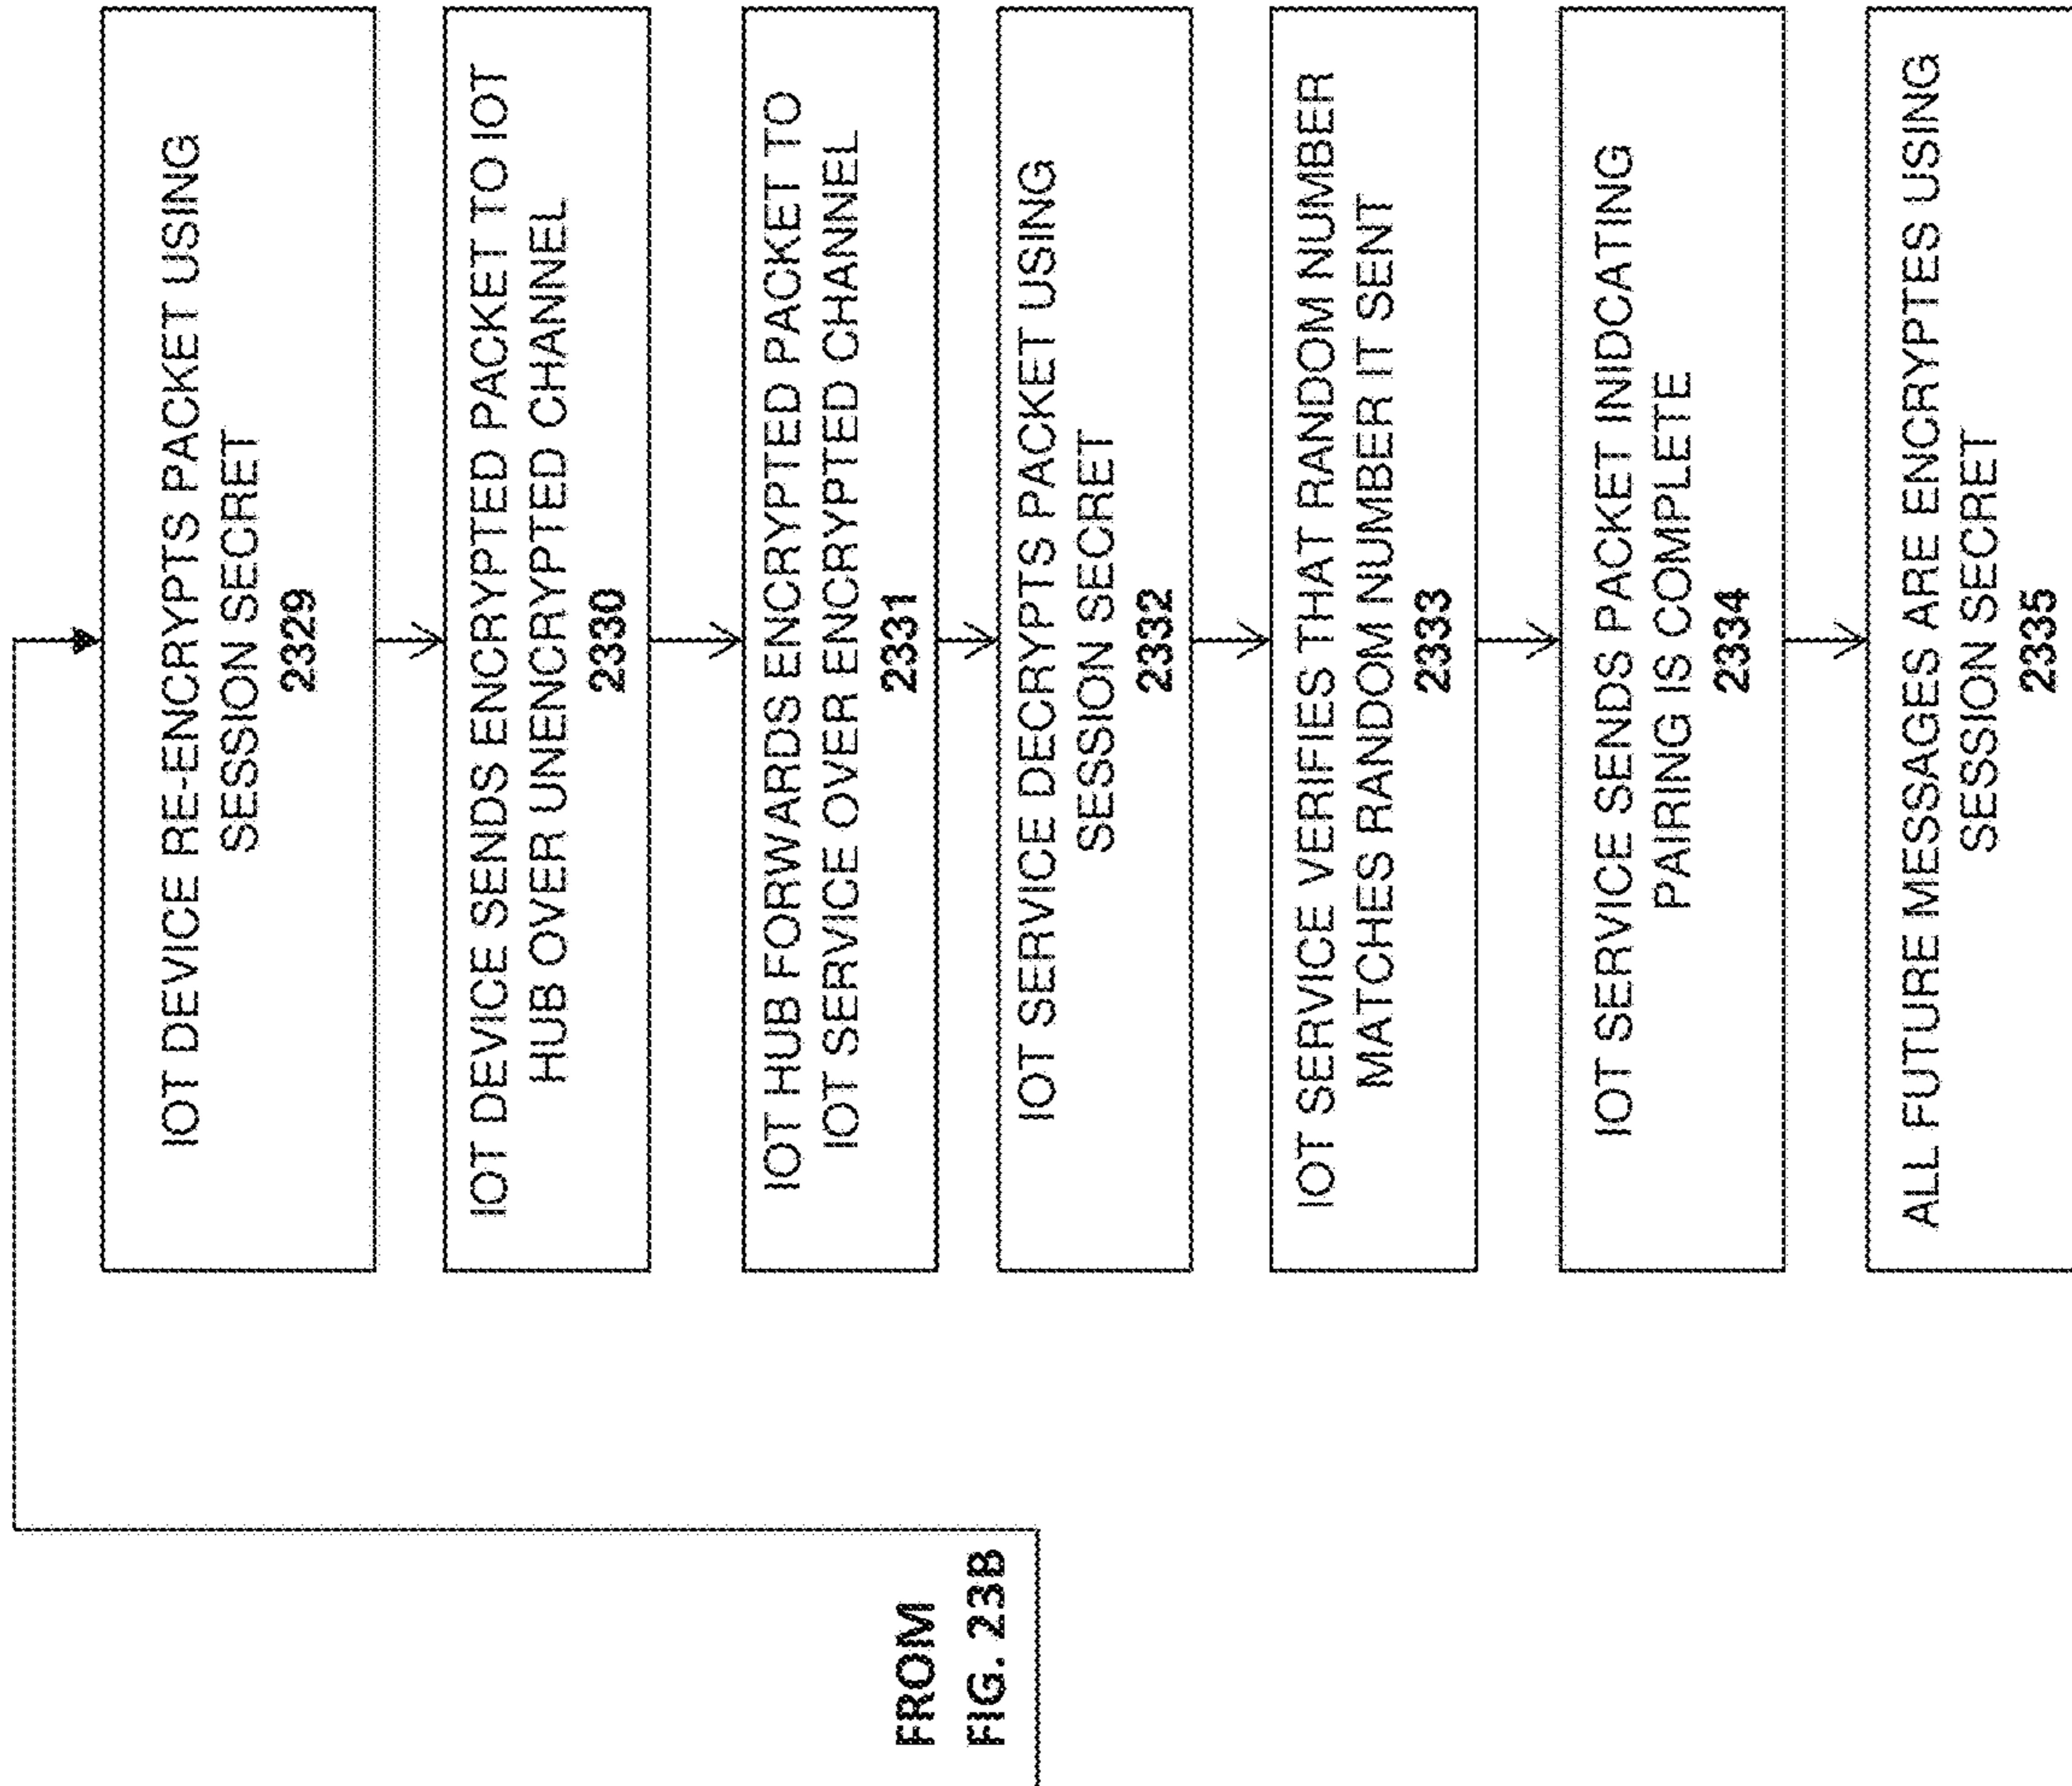 IOT DEVICE RE-ENCRYPTS PACKET USING
SESSION SECRET
2329
IOT DEVICE SENDS ENCRYPTED PACKET TO IOT
HUB OVER UNENCRYPTED CHANNEL
2330
IOT HUB FORWARDS ENCRYPTED PACKET TO
IOT SERVICE OVER ENCRYPTED CHANNEL
2331
IOT SERVICE DECRYPTS PACKET USING
SESSION SECRET
2332
IOT SERVICE VERIFIES THAT RANDOM NUMBER
MATCHES RANDOM NUMBER IT SENT
2333
IOT SERVICE SENDS PACKET INIDCATING
PAIRING IS COMPLETE
2334
ALL FUTURE MESSAGES ARE ENCRYPTES USING
SESSION SECRET
2335
FROM
FIG. 23B